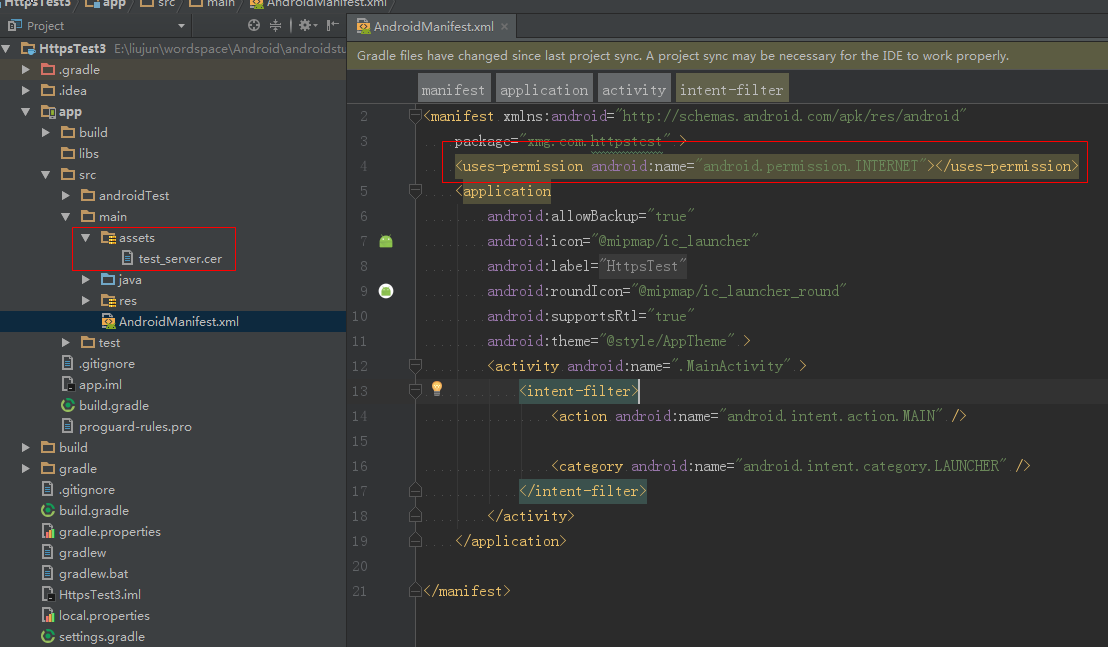 HttpsTest3 app src main AndroidManifest.xml
Project
HttpsTest3 E:\liujun\wordspace\Android\androidstu
.gradle
.idea
app
build
libs
src
androidTest
main
assets
test_server.cer
java
res
AndroidManifest.xml
test
.gitignore
app.iml
build.gradle
proguard-rules.pro
build
gradle
.gitignore
build.gradle
gradle.properties
gradlew
gradlew.bat
HttpsTest3.iml
local.properties
settings.gradle
AndroidManifest.xml
Gradle files have changed since last project sync. A project sync may be necessary for the IDE to work properly.
manifest application activity intent-filter
2 <manifest xmlns:android="http://schemas.android.com/apk/res/android"
3 package="xmg.com.httpstest" >
4 <uses-permission android:name="android.permission.INTERNET"></uses-permission>
5 <application
6 android:allowBackup="true"
7 android:icon="@mipmap/ic_launcher"
8 android:label="HttpsTest"
9 android:roundIcon="@mipmap/ic_launcher_round"
10 android:supportsRtl="true"
11 android:theme="@style/AppTheme" >
12 <activity android:name=".MainActivity" >
13 <intent-filter>
14 <action android:name="android.intent.action.MAIN" />
15
16 <category android:name="android.intent.category.LAUNCHER" />
17 </intent-filter>
18 </activity>
19 </application>
20
21 </manifest>